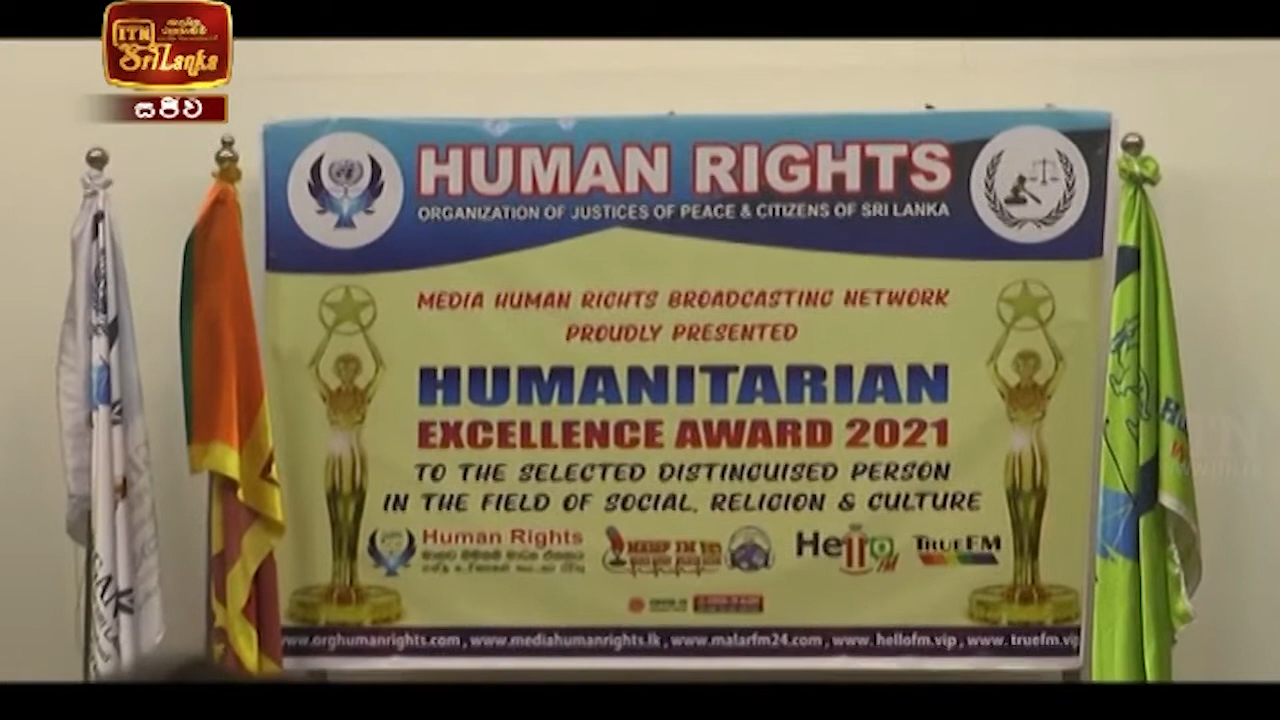 ITN
Sri Lanka
සජීව
HUMAN RIGHTS
ORGANIZATION OF JUSTICES OF PEACE & CITIZENS OF SRI LANKA
MEDIA HUMAN RIGHTS BROADCASTING NETWORK
PROUDLY PRESENTED
HUMANITARIAN
EXCELLENCE AWARD 2021
TO THE SELECTED DISTINGUISED PERSON
IN THE FIELD OF SOCIAL, RELIGION & CULTURE
Human Rights
Hello FM
TRUE FM
www.orghumanrights.com , www.mediahumanrights.lk , www.malarfm24.com , www. hellofm.vip , www. truefm.vip